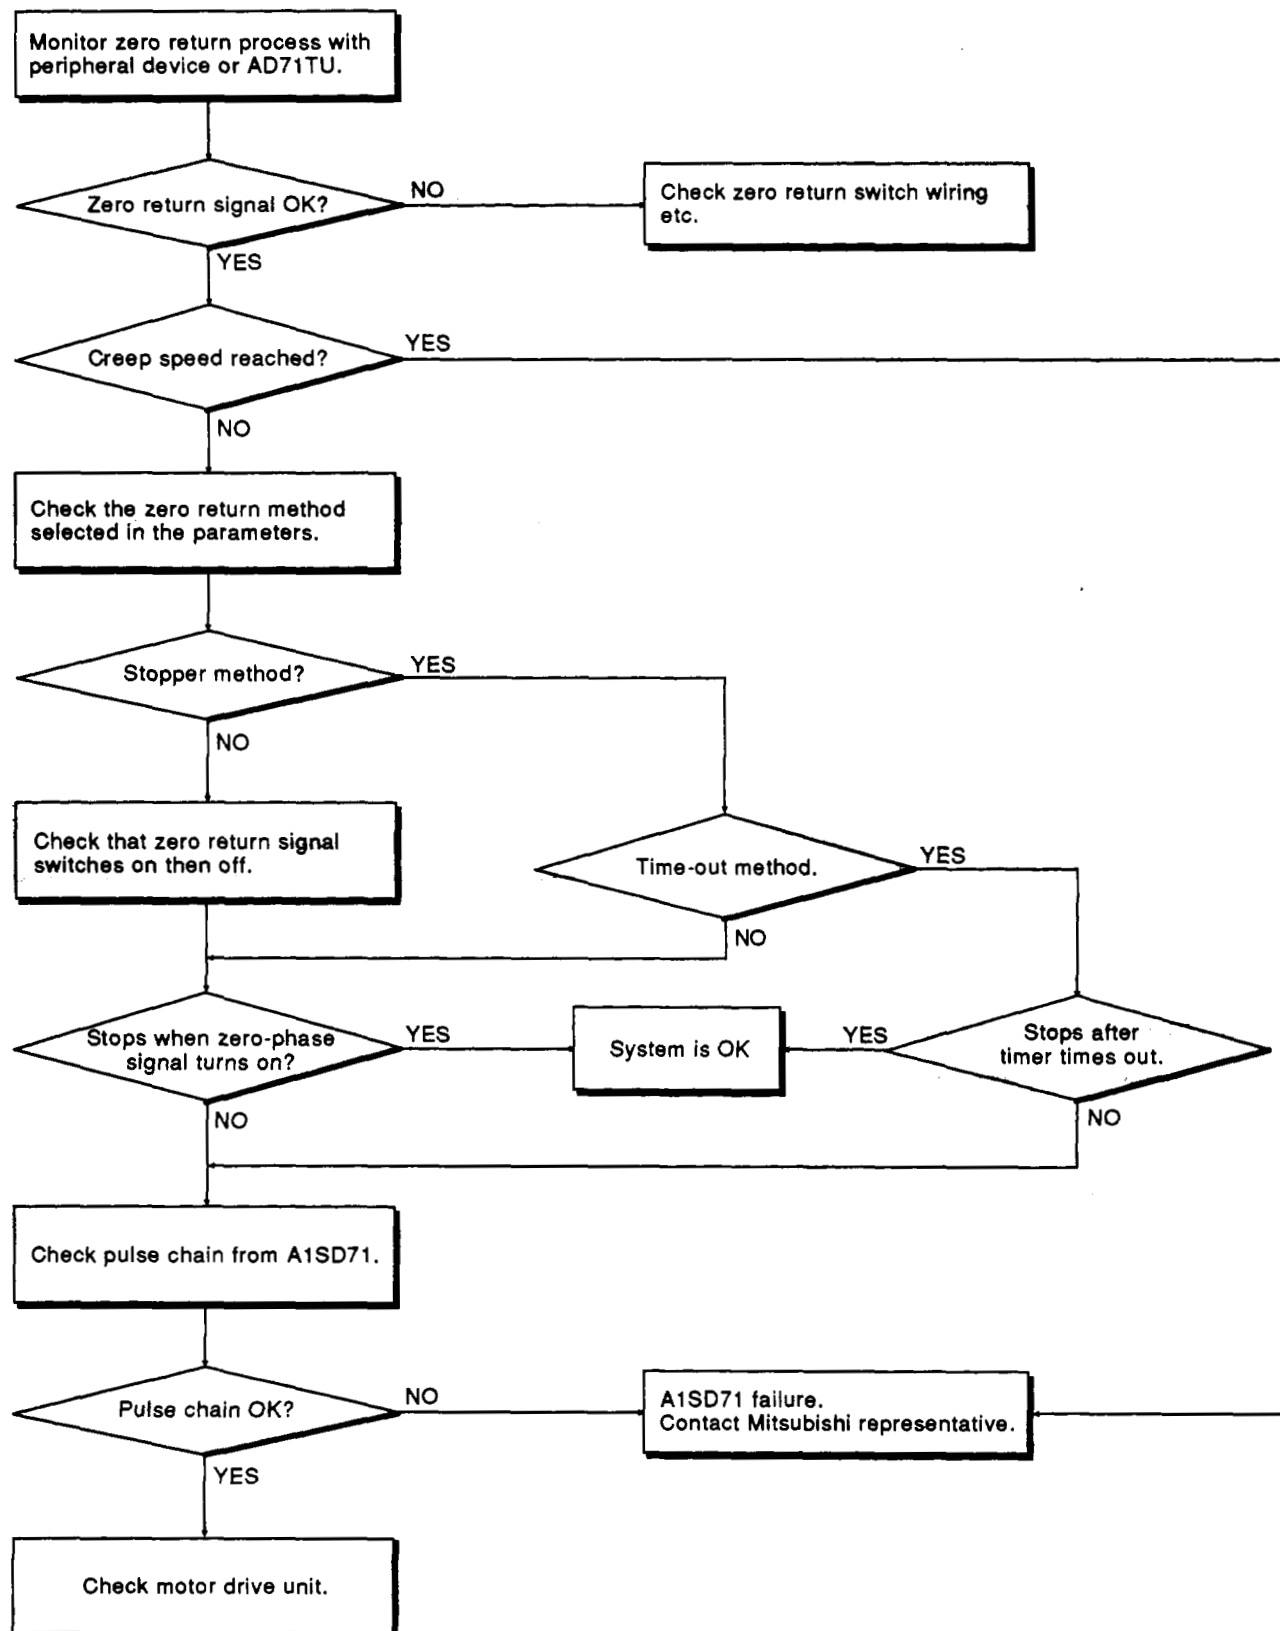 Monitor zero return process with
peripheral device or AD71TU.
Zero return signal OK?
NO
Check zero return switch wiring
etc.
YES
Creep speed reached?
YES
NO
Check the zero return method
selected in the parameters.
Stopper method?
YES
NO
Check that zero return signal
switches on then off.
Time-out method.
YES
NO
Stops when zero-phase
signal turns on?
YES
System is OK
YES
Stops after
timer times out.
NO
NO
Check pulse chain from A1SD71.
Pulse chain OK?
NO
A1SD71 failure.
Contact Mitsubishi representative.
YES
Check motor drive unit.